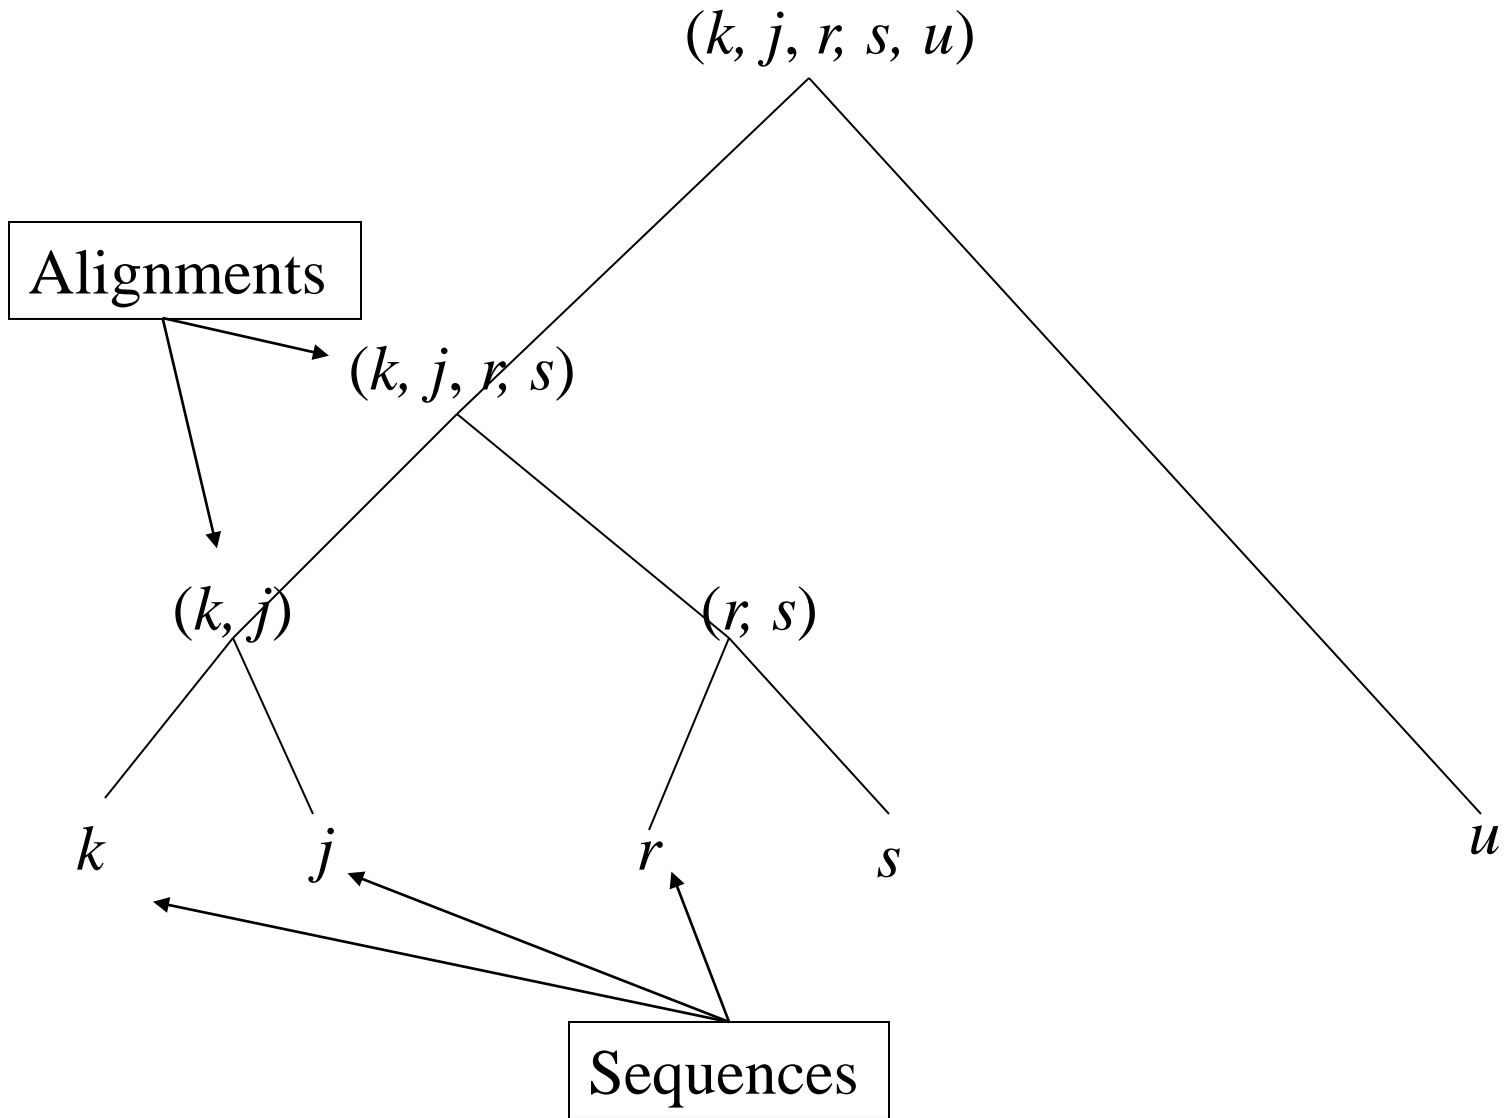 (k, j, r, s, u)
Alignments
(k, j, r, s)
(k, j)
(r, s)
k
j
r
s
u
Sequences